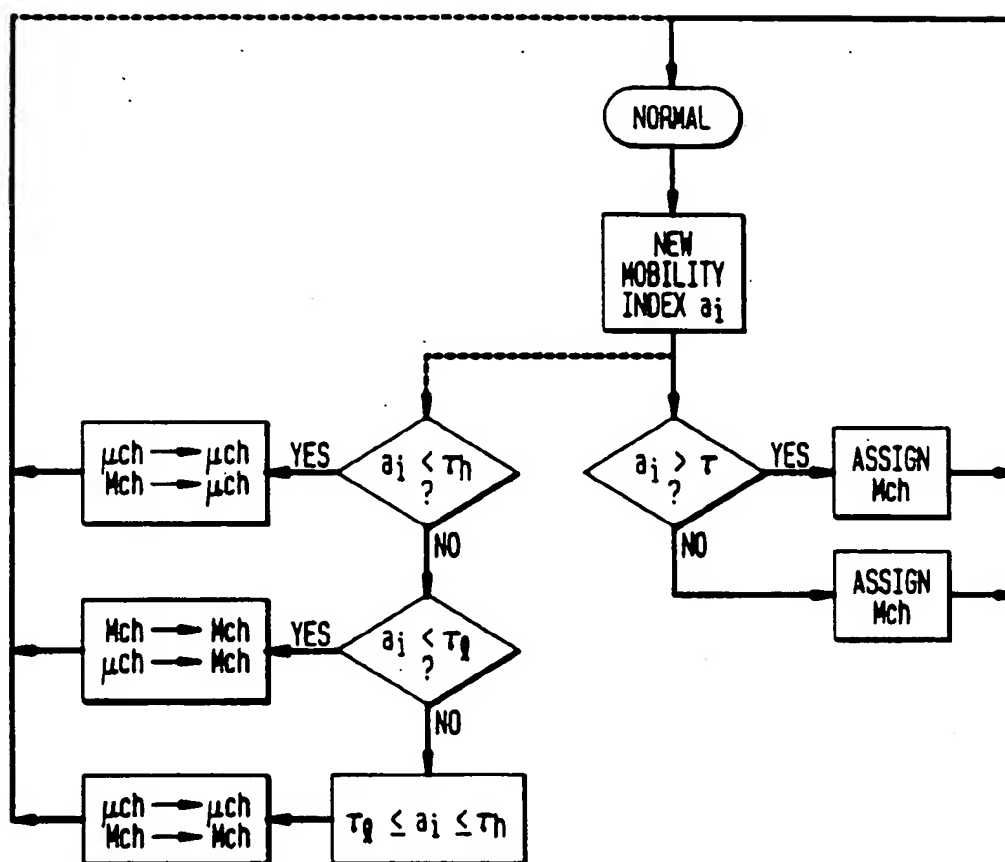 NORMAL
NEW
MOBILITY
INDEX ai
ai < τh
?
YES
NO
μch → μch
Mch → μch
ai > τ
?
YES
NO
ASSIGN
Mch
ASSIGN
Mch
ai < τℓ
?
YES
NO
Mch → Mch
μch → Mch
τℓ ≤ ai ≤ τh
μch → μch
Mch → Mch